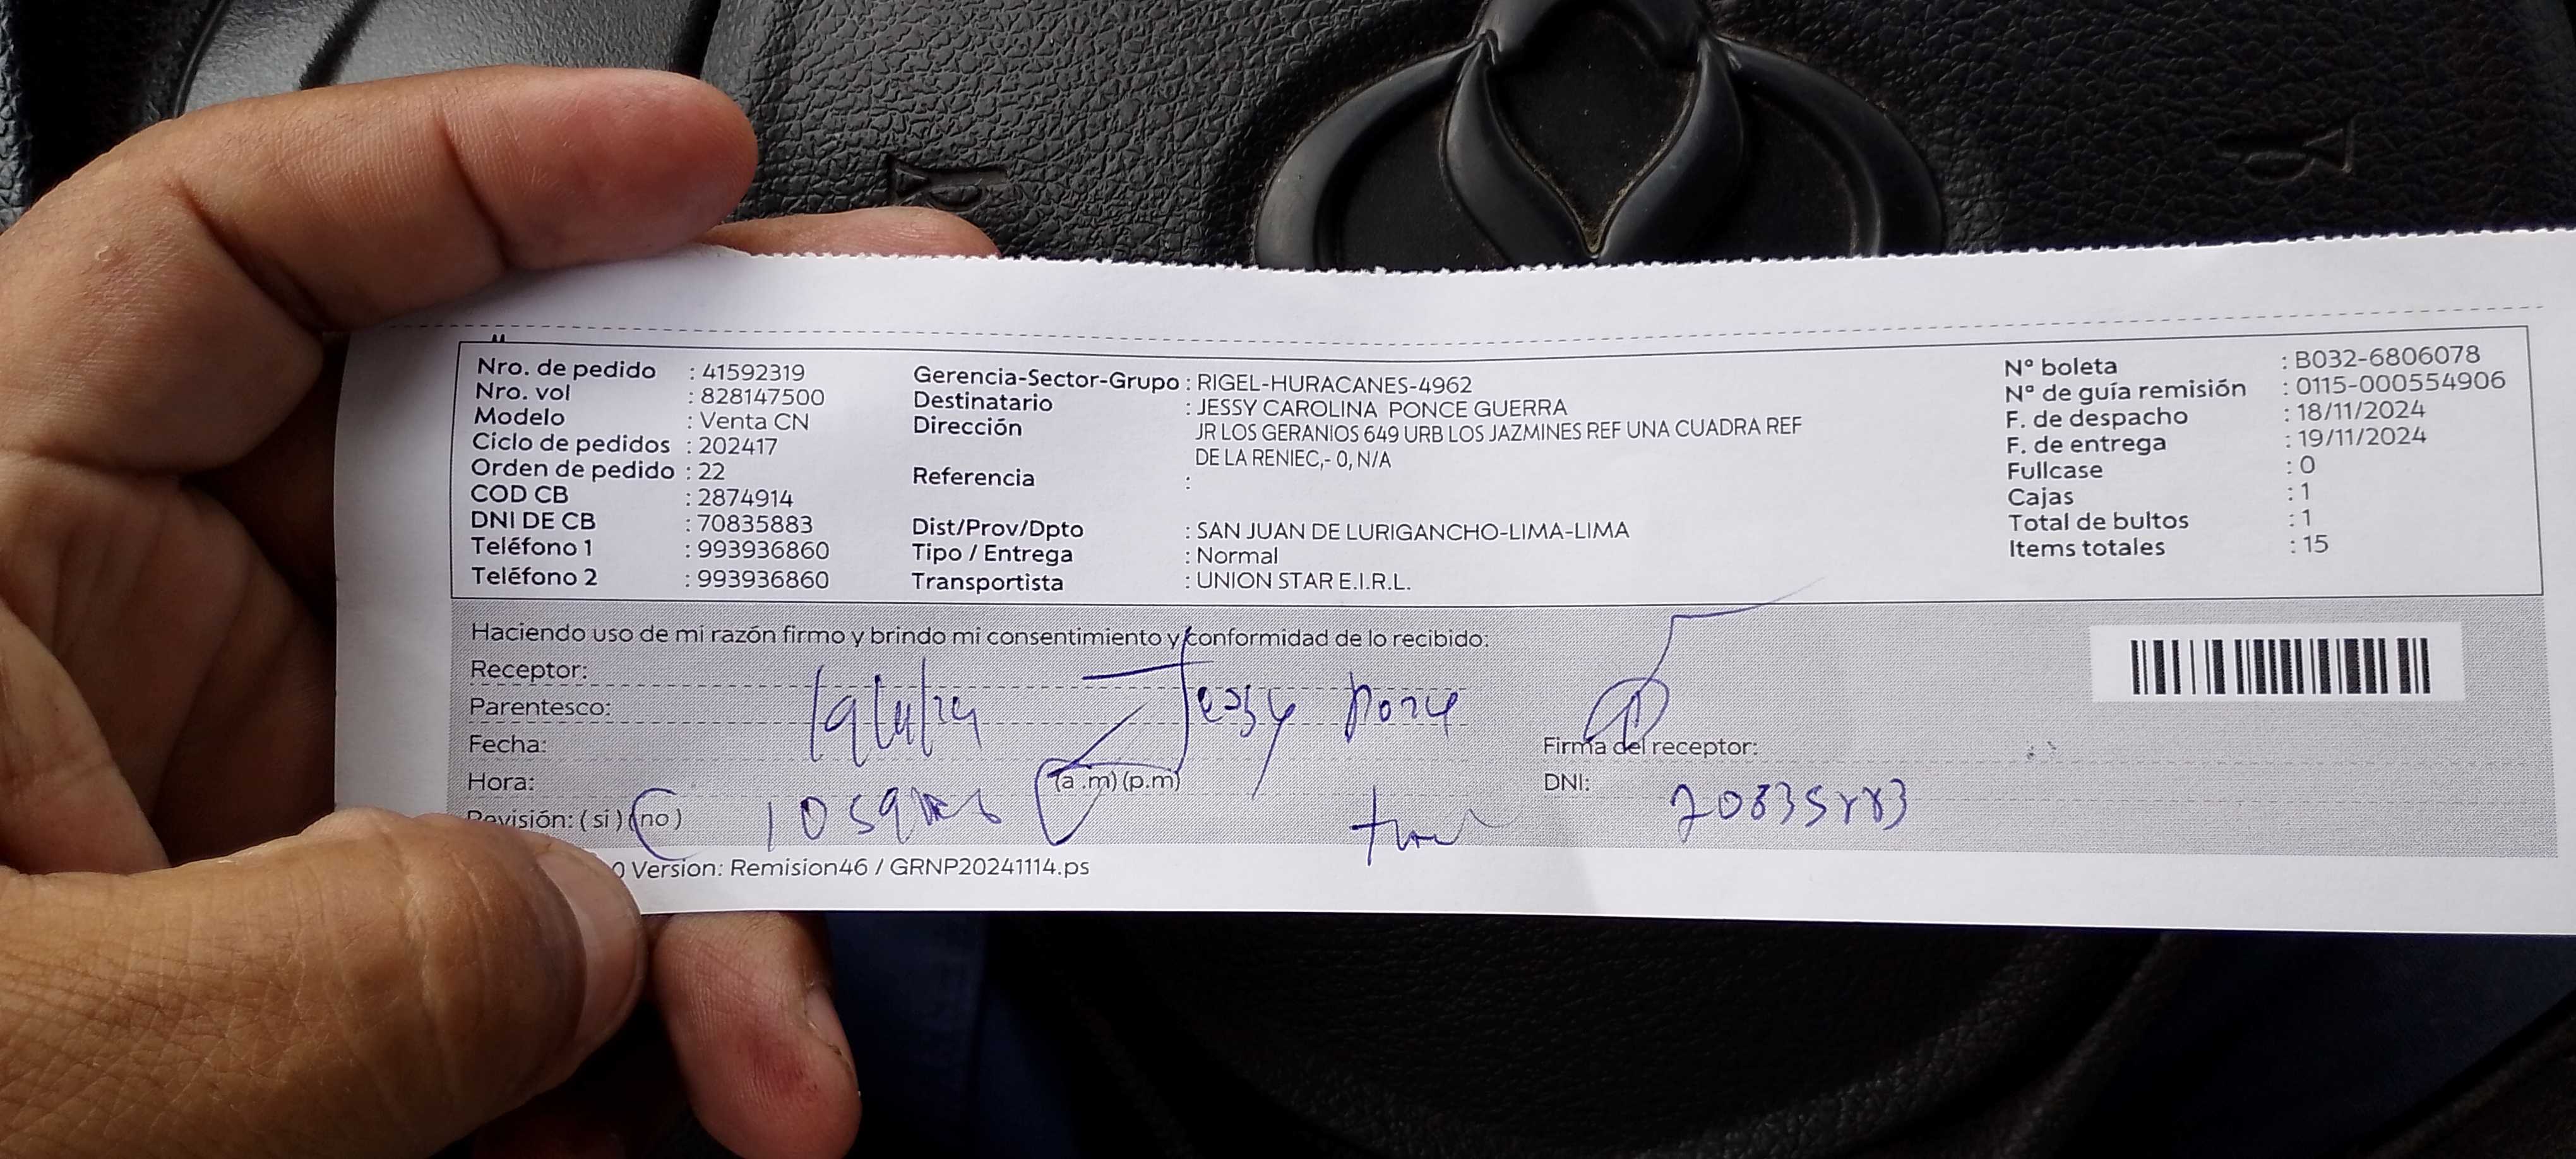 Nro. de pedido : 41592319
Nro. vol : 828147500
Modelo : Venta CN
Ciclo de pedidos : 202417
Orden de pedido : 22
COD CB : 2874914
DNI DE CB : 70835883
Teléfono 1 : 993936860
Teléfono 2 : 993936860
Gerencia-Sector-Grupo : RIGEL-HURACANES-4962
Destinatario : JESSY CAROLINA PONCE GUERRA
Dirección JR LOS GERANIOS 649 URB LOS JAZMINES REF UNA CUADRA REF
DE LA RENIEC,- 0, N/A
Referencia :
Dist/Prov/Dpto : SAN JUAN DE LURIGANCHO-LIMA-LIMA
Tipo / Entrega : Normal
Transportista : UNION STAR E.I.R.L.
Nº boleta : B032-6806078
Nº de guía remisión : 0115-000554906
F. de despacho : 18/11/2024
F. de entrega : 19/11/2024
Fullcase : 0
Cajas : 1
Total de bultos : 1
Items totales : 15
Haciendo uso de mi razón firmo y brindo mi consentimiento y conformidad de lo recibido:
Receptor:
Parentesco: 19/11/24 Jessy Ponce
Fecha:
Firma del receptor:
Hora: (a .m) (p.m)
DNI: 70835883
Revisión: ( si ) (no )
Version: Remision46 / GRNP20241114.ps